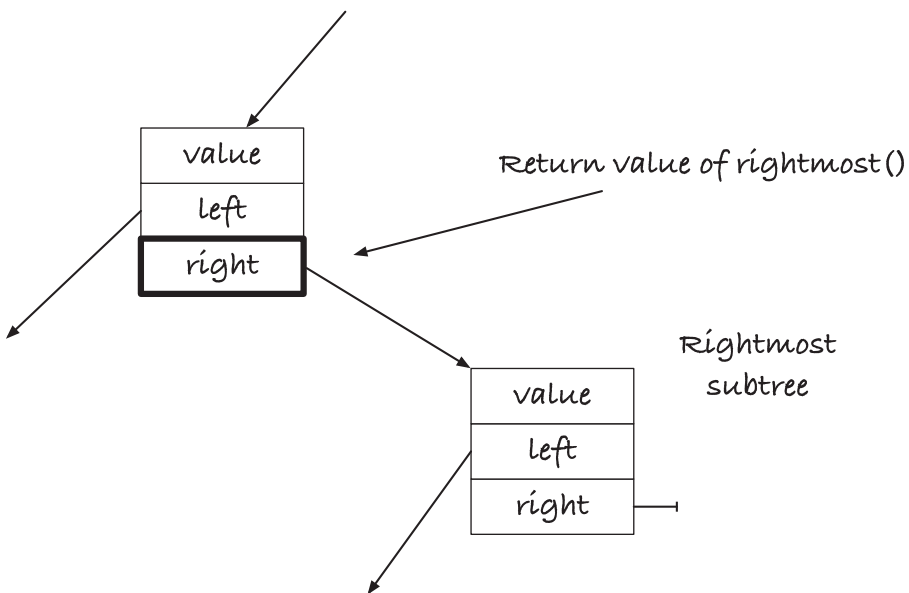 value
left
right
Return value of rightmost()
Rightmost
subtree
value
left
right